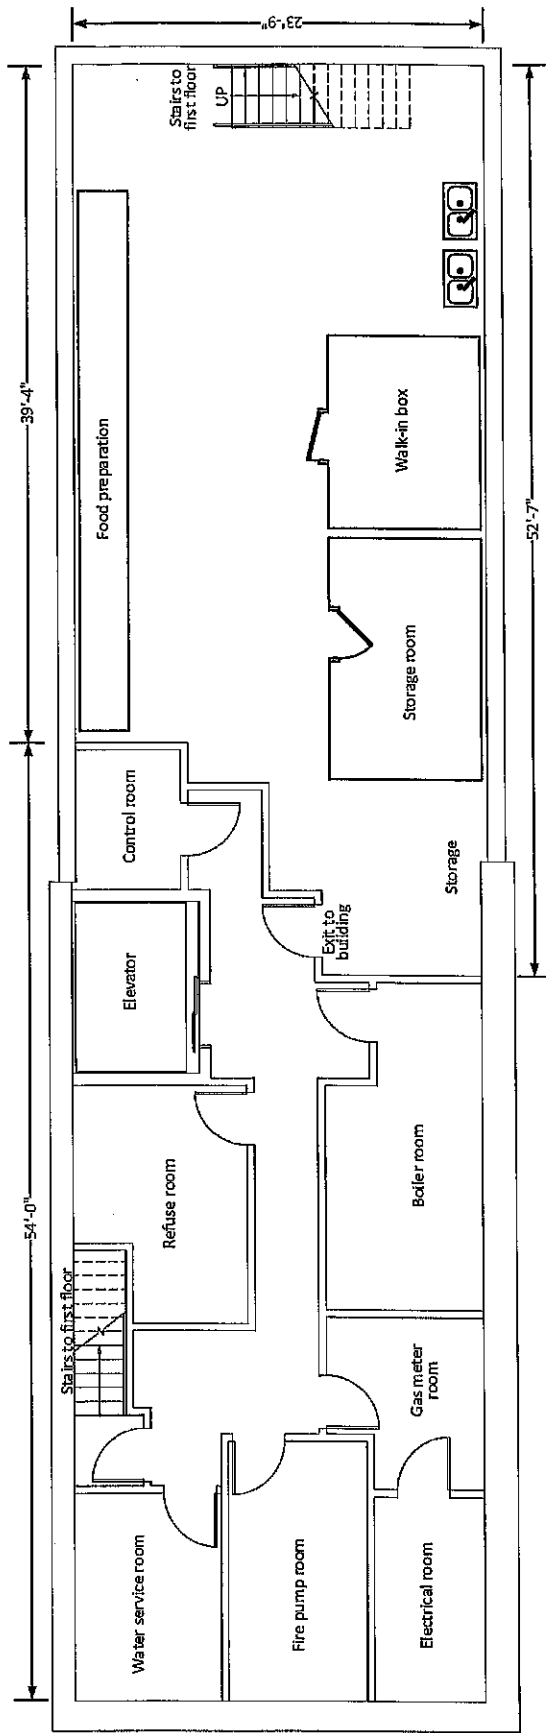 54'-0"
39'-4"
Stairs to first floor
Refuse room
Elevator
Control room
Food preparation
Stairs to
first floor
UP
23'-9"
Water service room
Fire pump room
Electrical room
Gas meter
room
Boiler room
Exit to
building
Storage
Storage room
Walk-in box
52'-7"